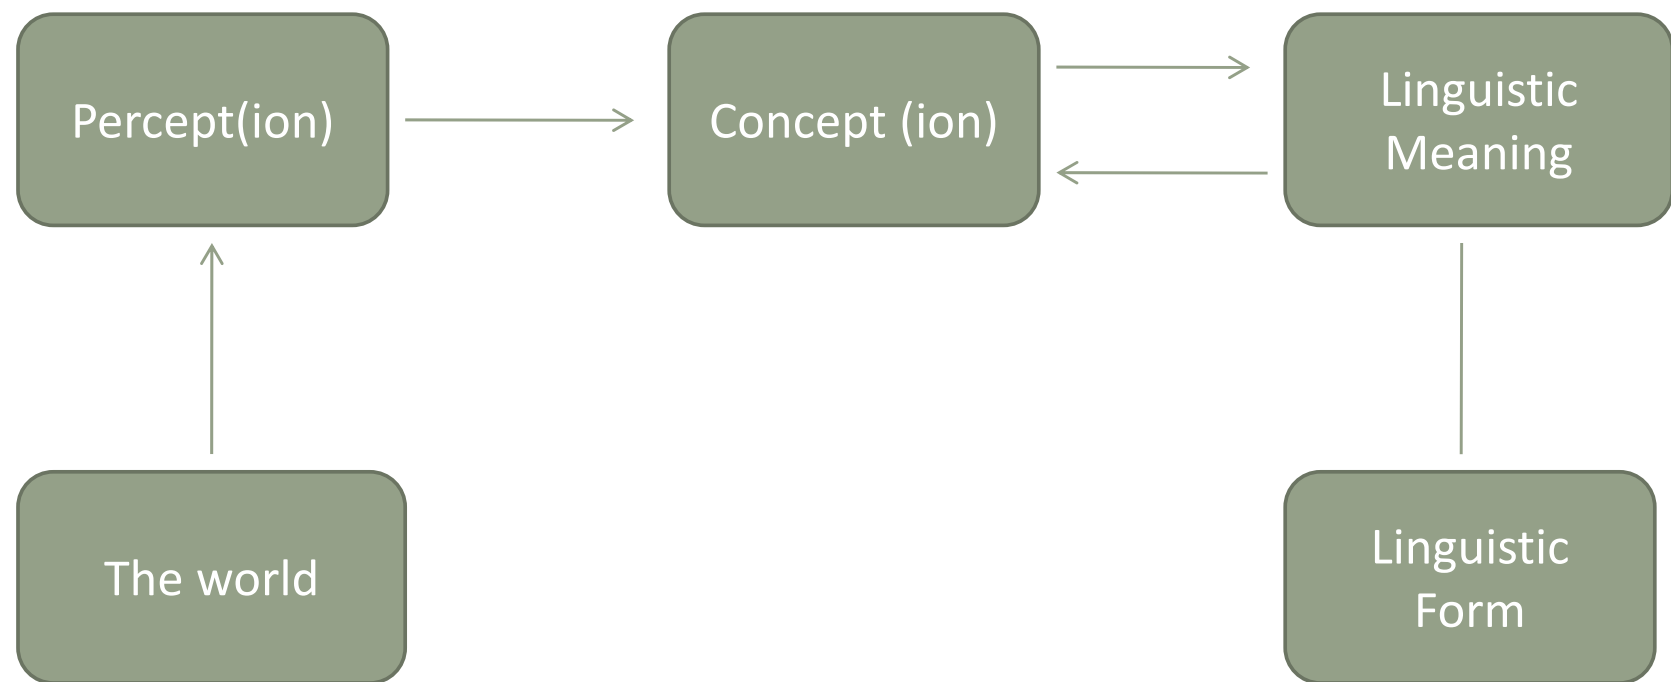 Percept(ion)
Concept (ion)
Linguistic
Meaning
The world
Linguistic
Form